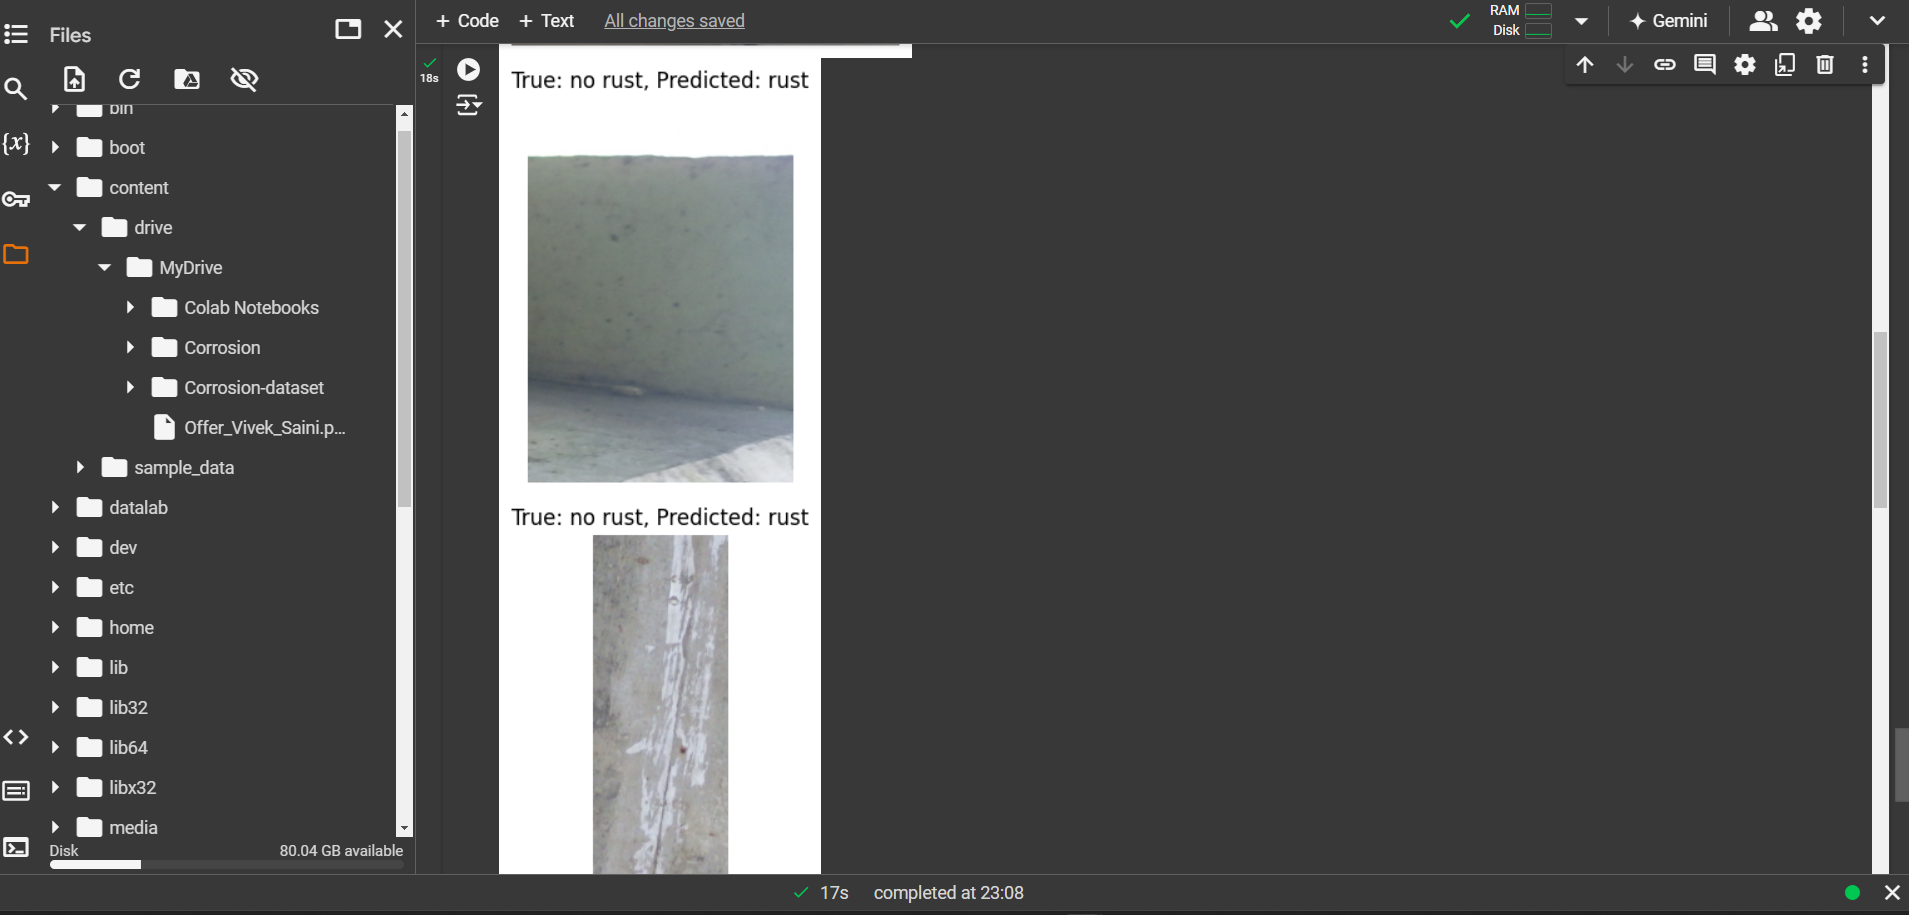 Files
bin
boot
content
drive
MyDrive
Colab Notebooks
Corrosion
Corrosion-dataset
Offer_Vivek_Saini.p...
sample_data
datalab
dev
etc
home
lib
lib32
lib64
libx32
media
Disk
80.04 GB available
{x}
+ Code + Text All changes saved
RAM
Disk
Gemini
18s
True: no rust, Predicted: rust
True: no rust, Predicted: rust
17s completed at 23:08